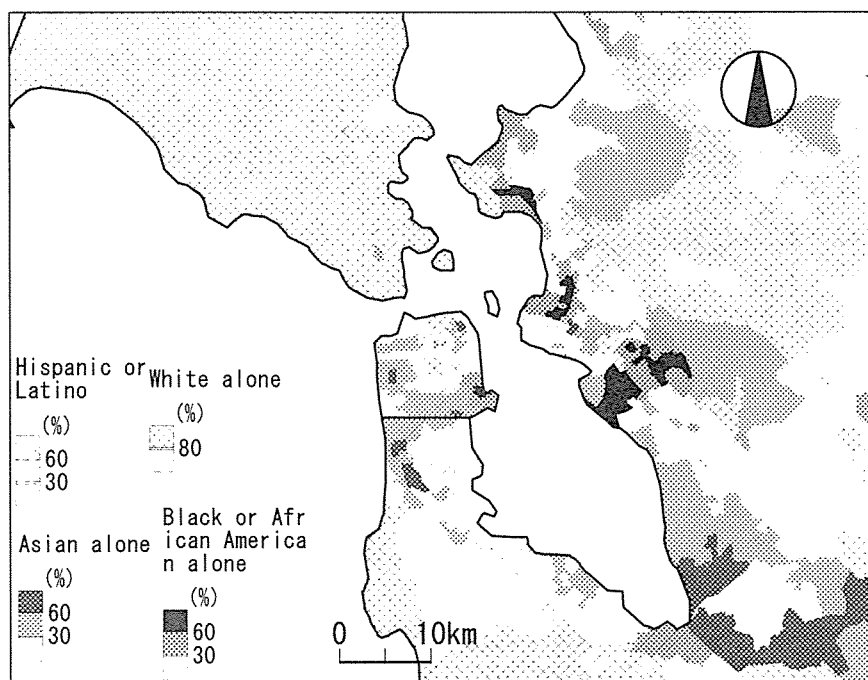 Hispanic or
Latino
(%)
60
30
White alone
(%)
80
Asian alone
(%)
60
30
Black or Afr
ican America
n alone
(%)
60
30
0 10km